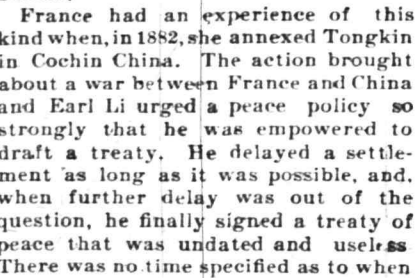 France had an experience of this
kind when, in 1882, she annexed Tongkin
in Cochin China. The action brought
about a war between France and China
and Earl Li urged a peace policy so
strongly that he was empowered to
draft a treaty. He delayed a settle-
ment as long as it was possible, and,
when further delay was out of the
question, he finally signed a treaty of
peace that was undated and useless
There was no time specified as to when